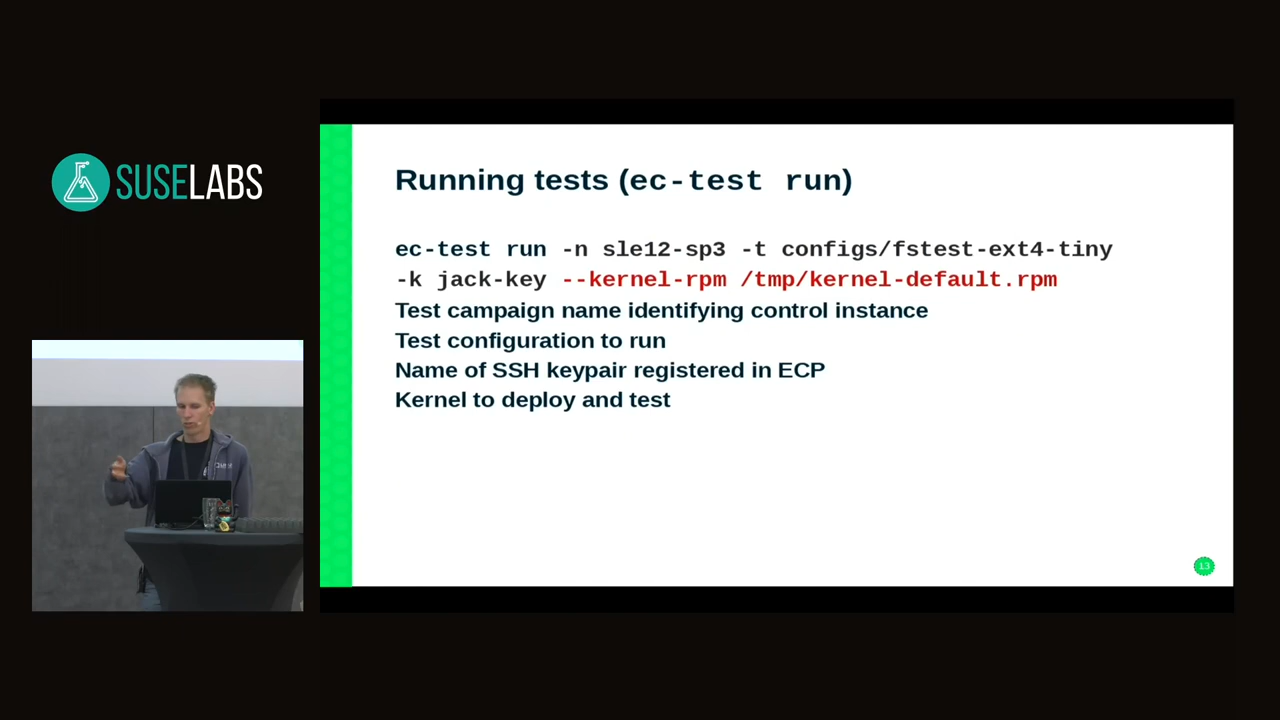 SUSELABS
Running tests (ec-test run)
ec-test run -n sle12-sp3 -t configs/fstest-ext4-tiny
-k jack-key --kernel-rpm /tmp/kernel-default.rpm
Test campaign name identifying control instance
Test configuration to run
Name of SSH keypair registered in ECP
Kernel to deploy and test
13